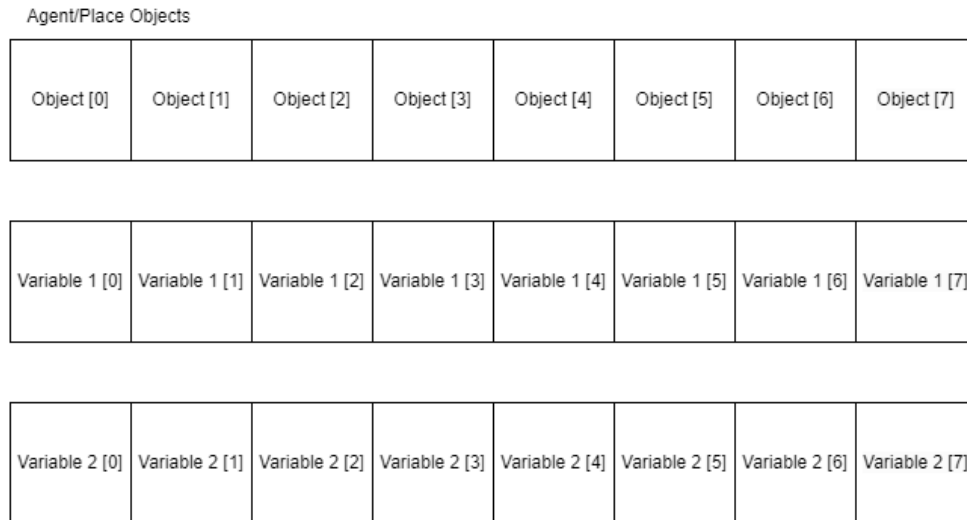 Agent/Place Objects
Object [0] Object [1] Object [2] Object [3] Object [4] Object [5] Object [6] Object [7]
Variable 1 [0] Variable 1 [1] Variable 1 [2] Variable 1 [3] Variable 1 [4] Variable 1 [5] Variable 1 [6] Variable 1 [7]
Variable 2 [0] Variable 2 [1] Variable 2 [2] Variable 2 [3] Variable 2 [4] Variable 2 [5] Variable 2 [6] Variable 2 [7]